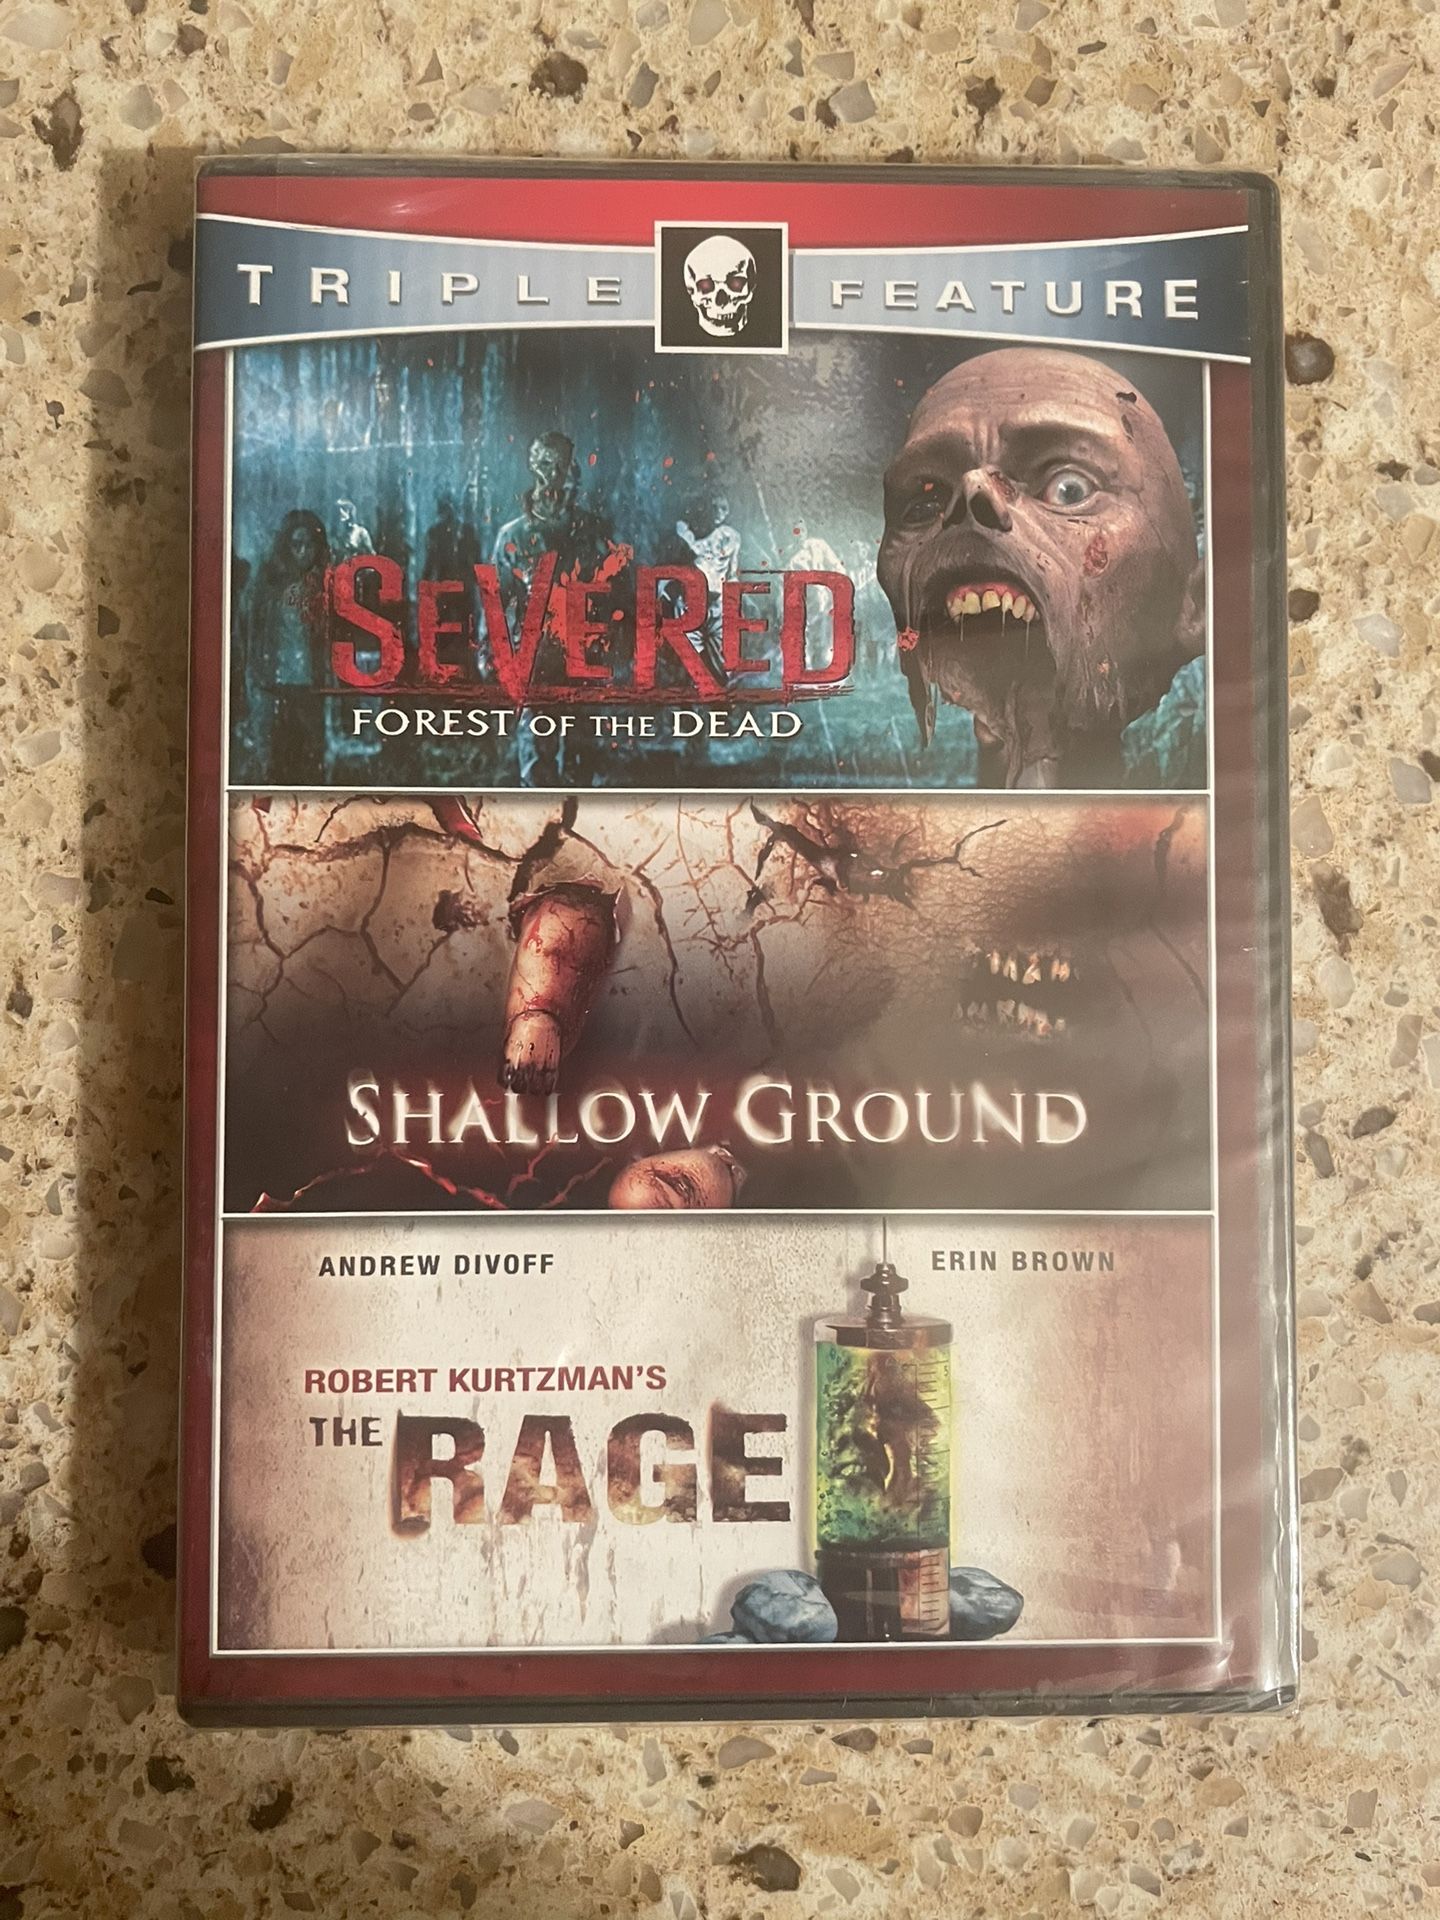 TRIPLE FEATURE
SEVERED
FOREST OF THE DEAD
SHALLOW GROUND
ANDREW DIVOFF ERIN BROWN
ROBERT KURTZMAN'S
THE RAGE